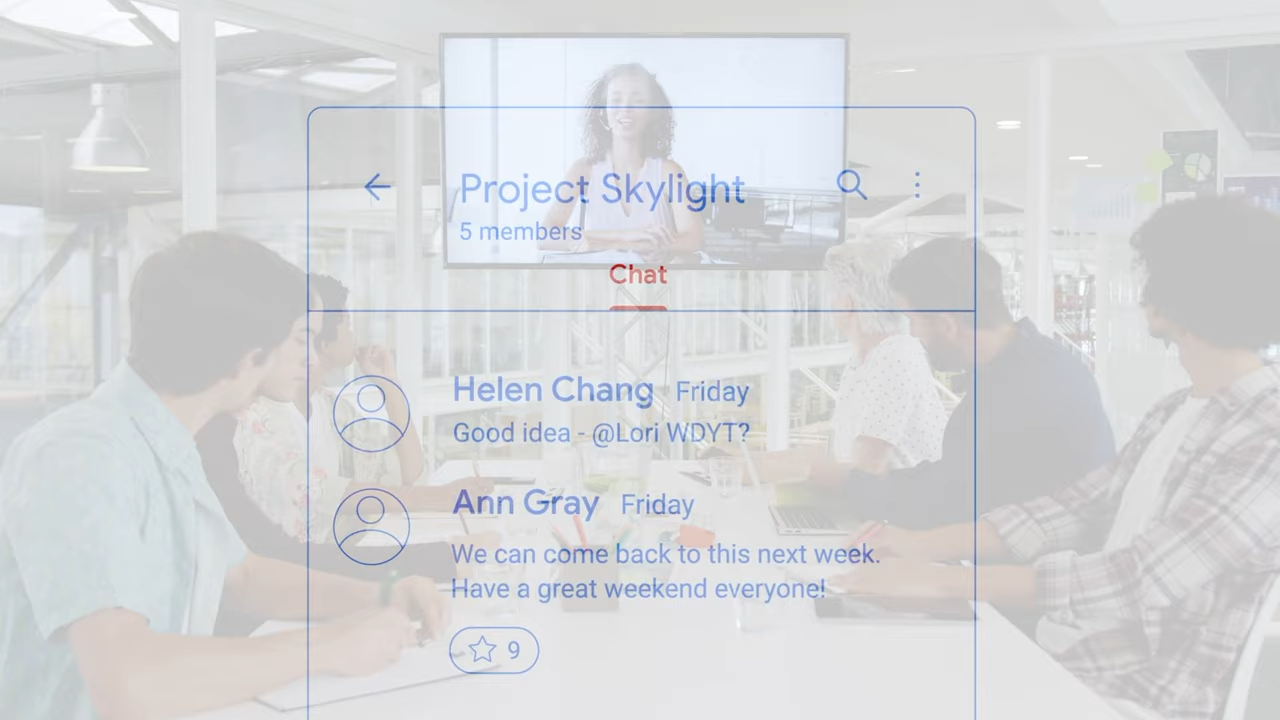 Project Skylight
5 members
Chat
Helen Chang Friday
Good idea - @Lori WDYT?
Ann Gray Friday
We can come back to this next week.
Have a great weekend everyone!
9